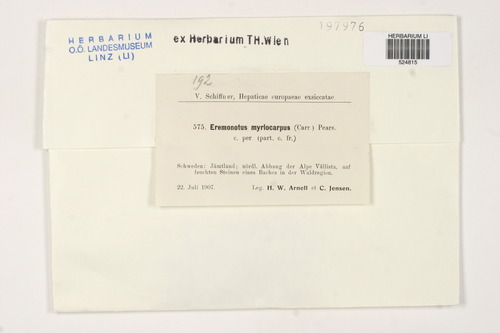 197976
HERBARIUM
O.Ö. LANDESMUSEUM
LINZ (LI)
ex Herbarium TH.Wien
HERBARIUM LI
524815
192
V. Schiffner, Hepaticae europaeae exsiccatae
575. Eremonotus myriocarpus (Carr.) Pears.
c. per (part. c. fr.)
Schweden: Jämtland; nördl. Abhang der Alpe Vällista, auf
feuchten Steinen eines Baches in der Waldregion.
22. Juli 1907. Leg. H. W. Arnell et C. Jensen.